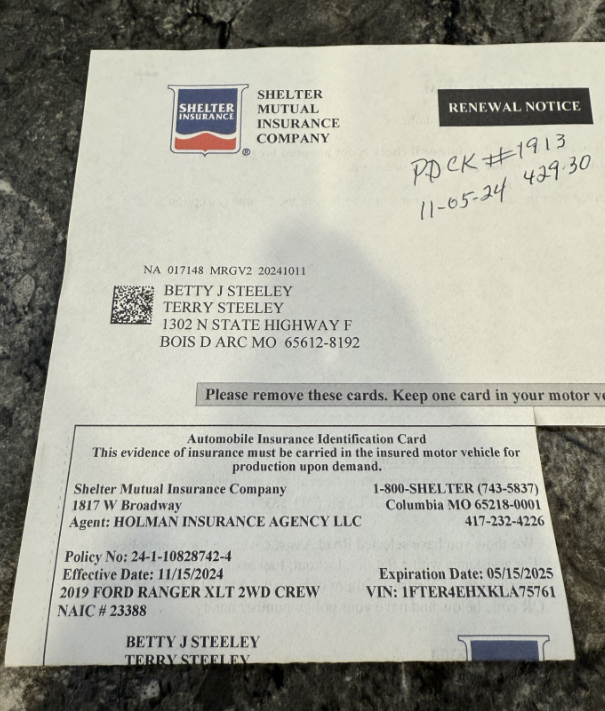 SHELTER
INSURANCE
®
SHELTER
MUTUAL
INSURANCE
COMPANY
RENEWAL NOTICE
PD CK #1913
11-05-24 429.30
NA 017148 MRGV2 20241011
BETTY J STEELEY
TERRY STEELEY
1302 N STATE HIGHWAY F
BOIS D ARC MO 65612-8192
Please remove these cards. Keep one card in your motor ve
Automobile Insurance Identification Card
This evidence of insurance must be carried in the insured motor vehicle for
production upon demand.
Shelter Mutual Insurance Company 1-800-SHELTER (743-5837)
1817 W Broadway Columbia MO 65218-0001
Agent: HOLMAN INSURANCE AGENCY LLC 417-232-4226
Policy No: 24-1-10828742-4
Effective Date: 11/15/2024 Expiration Date: 05/15/2025
2019 FORD RANGER XLT 2WD CREW VIN: 1FTER4EHXKLA75761
NAIC # 23388
BETTY J STEELEY
TERRY STEELEY